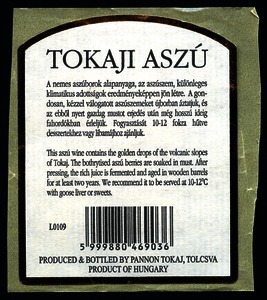 TOKAJI ASZÚ
A nemes aszúborok alapanyaga, az aszúszem, különleges
klimatikus adottságok eredményeképpen jön létre. A gon-
dosan, kézzel válogatott aszúszemeket újborban áztatjuk, és
az ebből nyert gazdag mustot erjedés után még hosszú ideig
fahordókban érleljük. Fogyasztását 10-12 fokra hűtve
desszertekhez vagy libamájhoz ajánljuk.
This aszú wine contains the golden drops of the volcanic slopes
of Tokaj. The bothrytised aszú berries are soaked in must. After
pressing, the rich juice is fermented and aged in wooden barrels
for at least two years. We recommend it to be served at 10-12°C
with goose liver or sweets.
L0109
5 999880 469036
PRODUCED & BOTTLED BY PANNON TOKAJ, TOLCSVA
PRODUCT OF HUNGARY